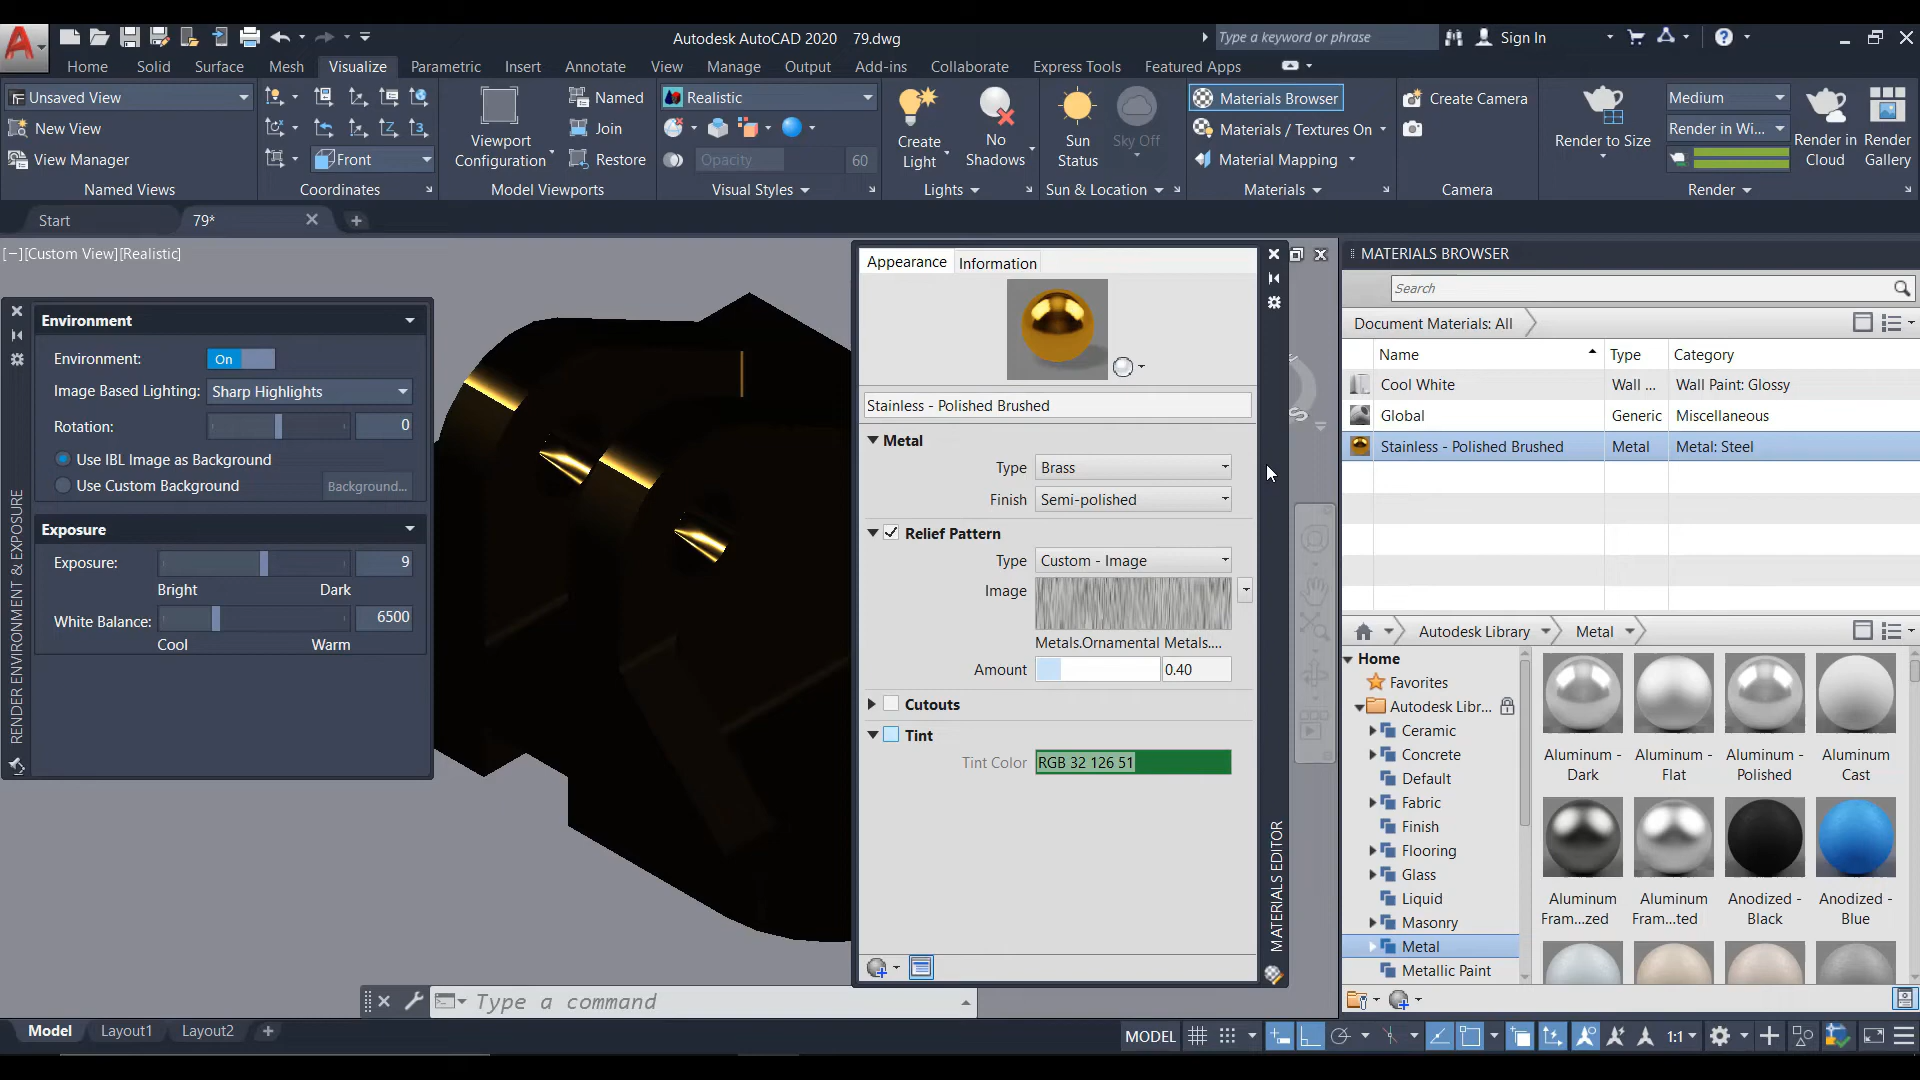 Autodesk AutoCAD 2020 79.dwg
Type a keyword or phrase
Sign In
Home Solid Surface Mesh Visualize Parametric Insert Annotate View Manage Output Add-ins Collaborate Express Tools Featured Apps
Unsaved View
New View
View Manager
Named Views
Front
Coordinates
Viewport
Configuration
Named
Join
Restore
Model Viewports
Realistic
Opacity 60
Visual Styles
Create
Light
No
Shadows
Lights
Sun
Status
Sky Off
Sun & Location
Materials Browser
Materials / Textures On
Material Mapping
Materials
Create Camera
Camera
Render to Size
Medium
Render in Wi...
Render in
Cloud
Render
Gallery
Render
Start
79*
[−][Custom View][Realistic]
RENDER ENVIRONMENT & EXPOSURE
Environment
Environment: On
Image Based Lighting: Sharp Highlights
Rotation: 0
Use IBL Image as Background
Use Custom Background Background...
Exposure
Exposure: 9
Bright Dark
White Balance: 6500
Cool Warm
Appearance Information
Stainless - Polished Brushed
Metal
Type Brass
Finish Semi-polished
Relief Pattern
Type Custom - Image
Image
Metals.Ornamental Metals....
Amount 0.40
Cutouts
Tint
Tint Color RGB 32 126 51
MATERIALS EDITOR
S
MATERIALS BROWSER
Search
Document Materials: All
Name Type Category
Cool White Wall ... Wall Paint: Glossy
Global Generic Miscellaneous
Stainless - Polished Brushed Metal Metal: Steel
Autodesk Library Metal
Home
Favorites
Autodesk Libr...
Ceramic
Concrete
Default
Fabric
Finish
Flooring
Glass
Liquid
Masonry
Metal
Metallic Paint
Aluminum -
Dark
Aluminum -
Flat
Aluminum -
Polished
Aluminum
Cast
Aluminum
Fram...zed
Aluminum
Fram...ted
Anodized -
Black
Anodized -
Blue
Type a command
Model Layout1 Layout2
MODEL
1:1